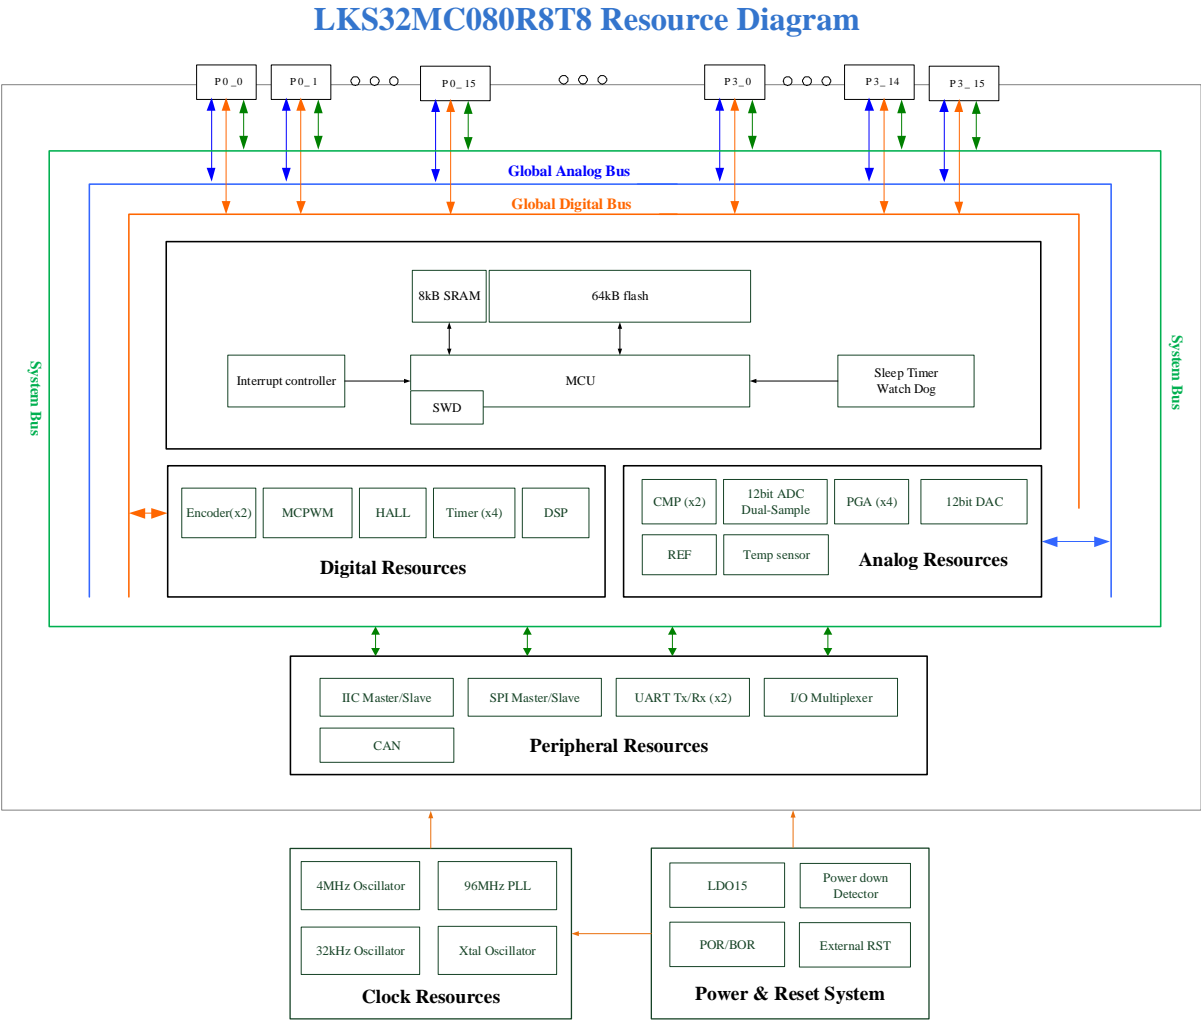 LKS32MC080R8T8 Resource Diagram
P0_0
P0_1
P0_15
P3_0
P3_14
P3_15
Global Analog Bus
Global Digital Bus
System Bus
System Bus
8kB SRAM
64kB flash
Interrupt controller
MCU
SWD
Sleep Timer
Watch Dog
Encoder(x2)
MCPWM
HALL
Timer (x4)
DSP
Digital Resources
CMP (x2)
12bit ADC
Dual-Sample
PGA (x4)
12bit DAC
REF
Temp sensor
Analog Resources
IIC Master/Slave
SPI Master/Slave
UART Tx/Rx (x2)
I/O Multiplexer
CAN
Peripheral Resources
4MHz Oscillator
96MHz PLL
32kHz Oscillator
Xtal Oscillator
Clock Resources
LDO15
Power down
Detector
POR/BOR
External RST
Power & Reset System